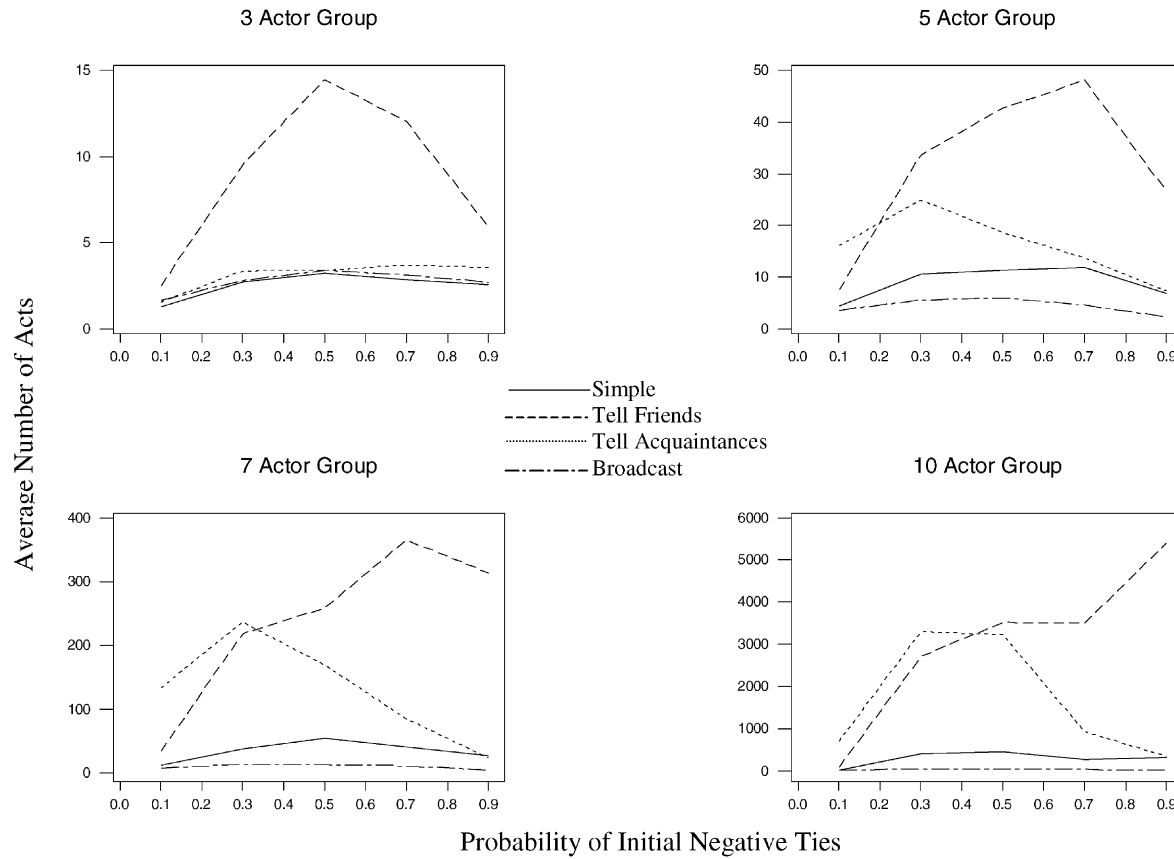 3 Actor Group
5 Actor Group
15
10
5
0
0.0 0.1 0.2 0.3 0.4 0.5 0.6 0.7 0.8 0.9
50
40
30
20
10
0
0.0 0.1 0.2 0.3 0.4 0.5 0.6 0.7 0.8 0.9
Average Number of Acts
Simple
Tell Friends
Tell Acquaintances
Broadcast
7 Actor Group
10 Actor Group
400
300
200
100
0
0.0 0.1 0.2 0.3 0.4 0.5 0.6 0.7 0.8 0.9
6000
5000
4000
3000
2000
1000
0
0.0 0.1 0.2 0.3 0.4 0.5 0.6 0.7 0.8 0.9
Probability of Initial Negative Ties